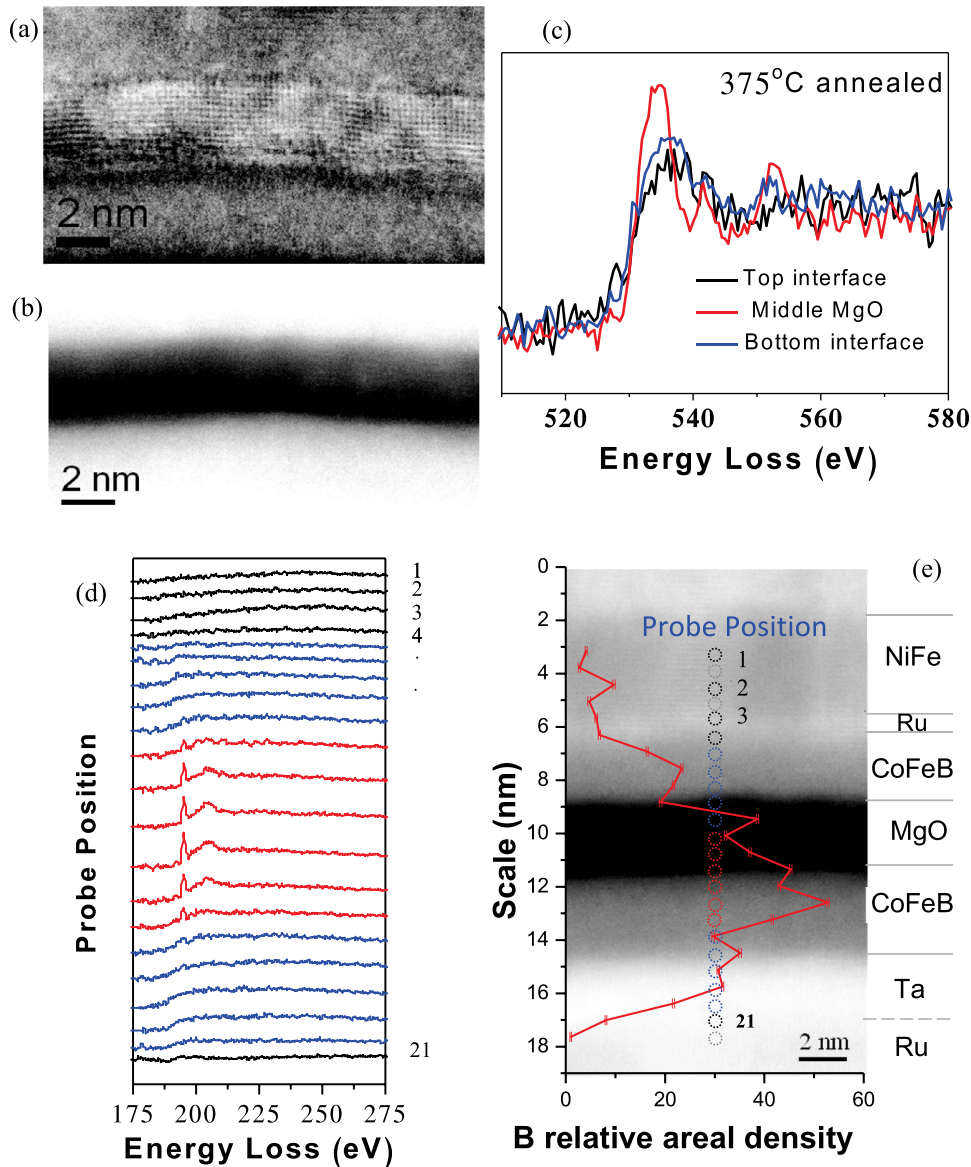 (a)
2 nm
(b)
2 nm
(c)
375°C annealed
Top interface
Middle MgO
Bottom interface
520 540 560 580
Energy Loss (eV)
(d)
1
2
3
4
.
.
21
Probe Position
175 200 225 250 275
Energy Loss (eV)
(e)
Probe Position
1
2
3
21
2 nm
0
2
4
6
8
10
12
14
16
18
Scale (nm)
0 20 40 60
B relative areal density
NiFe
Ru
CoFeB
MgO
CoFeB
Ta
Ru